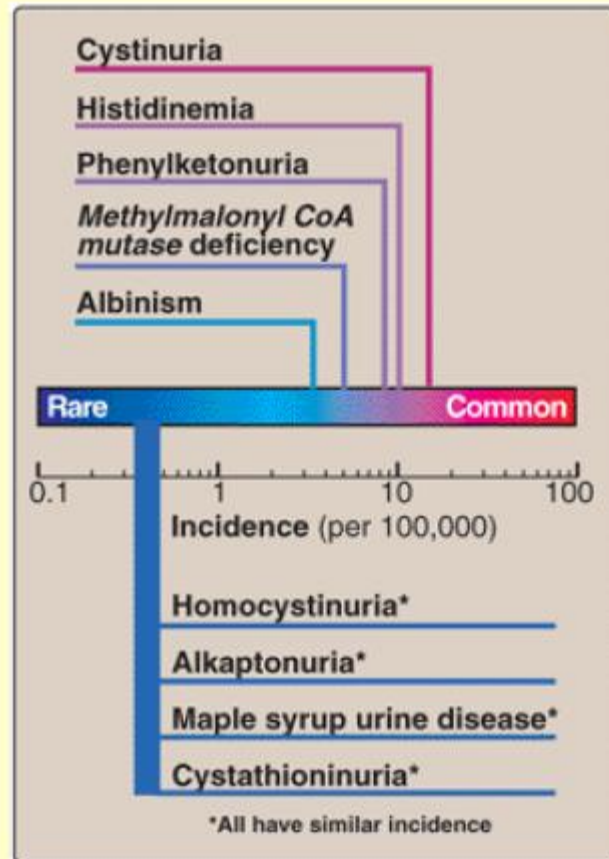 Cystinuria
Histidinemia
Phenylketonuria
Methylmalonyl CoA
mutase deficiency
Albinism
Rare Common
0.1 1 10 100
Incidence (per 100,000)
Homocystinuria*
Alkaptonuria*
Maple syrup urine disease*
Cystathioninuria*
*All have similar incidence